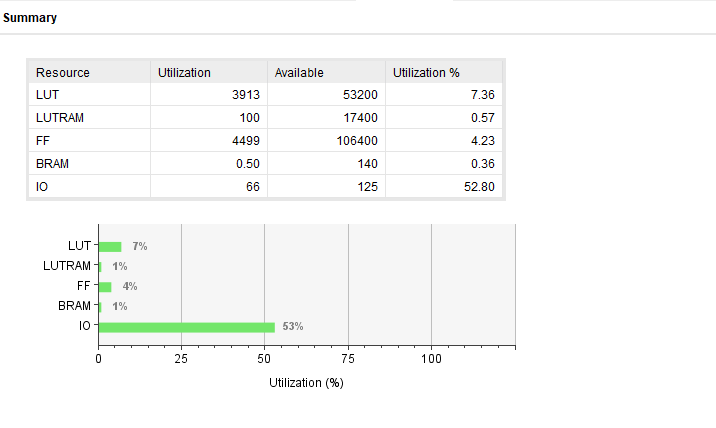 Summary
Resource Utilization Available Utilization %
LUT 3913 53200 7.36
LUTRAM 100 17400 0.57
FF 4499 106400 4.23
BRAM 0.50 140 0.36
IO 66 125 52.80
LUT 7%
LUTRAM 1%
FF 4%
BRAM 1%
IO 53%
0 25 50 75 100
Utilization (%)